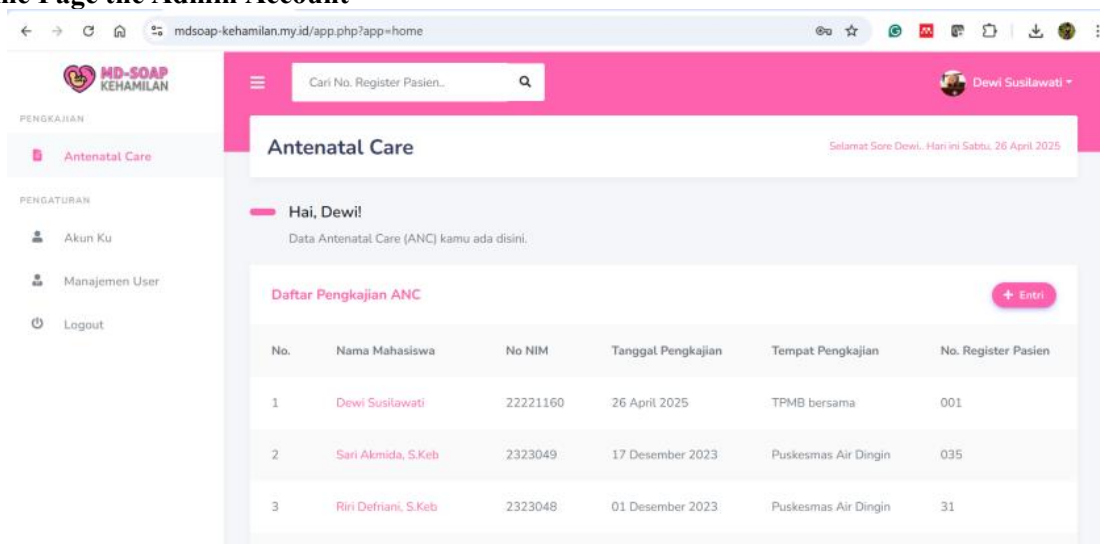 ne Page the Admin Account
mdsoap-kehamilan.my.id/app.php?app=home
MD-SOAP
KEHAMILAN
Cari No. Register Pasien..
Dewi Susilawati
PENGKAJIAN
Antenatal Care
PENGATURAN
Akun Ku
Manajemen User
Logout
Antenatal Care
Selamat Sore Dewi.. Hari ini Sabtu, 26 April 2025
Hai, Dewi!
Data Antenatal Care (ANC) kamu ada disini.
Daftar Pengkajian ANC
+ Entri
No. Nama Mahasiswa No NIM Tanggal Pengkajian Tempat Pengkajian No. Register Pasien
1 Dewi Susilawati 22221160 26 April 2025 TPMB bersama 001
2 Sari Akmida, S.Keb 2323049 17 Desember 2023 Puskesmas Air Dingin 035
3 Riri Defriani, S.Keb 2323048 01 Desember 2023 Puskesmas Air Dingin 31